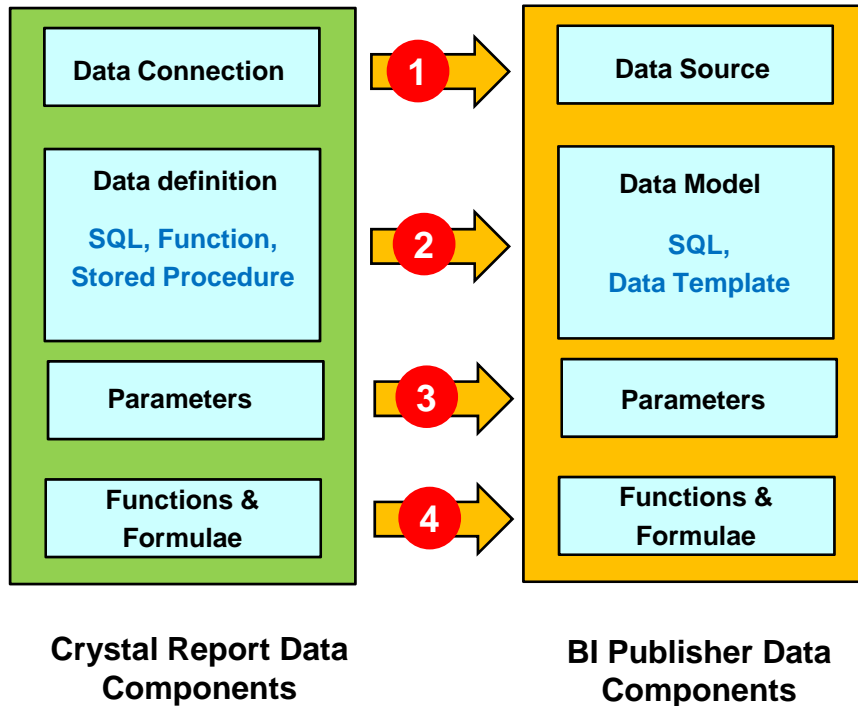 Data Connection
1
Data Source
Data definition
SQL, Function,
Stored Procedure
2
Data Model
SQL,
Data Template
Parameters
3
Parameters
Functions &
Formulae
4
Functions &
Formulae
Crystal Report Data
Components
BI Publisher Data
Components